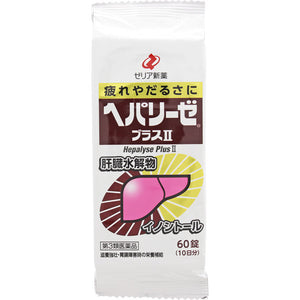 ゼリア新薬
疲れやだるさに
ヘパリーゼ®
プラスⅡ
Hepalyse Plus Ⅱ
肝臓水解物
イノシトール
第3類医薬品
60錠
(10日分)
滋養強壮・胃腸障害時の栄養補給